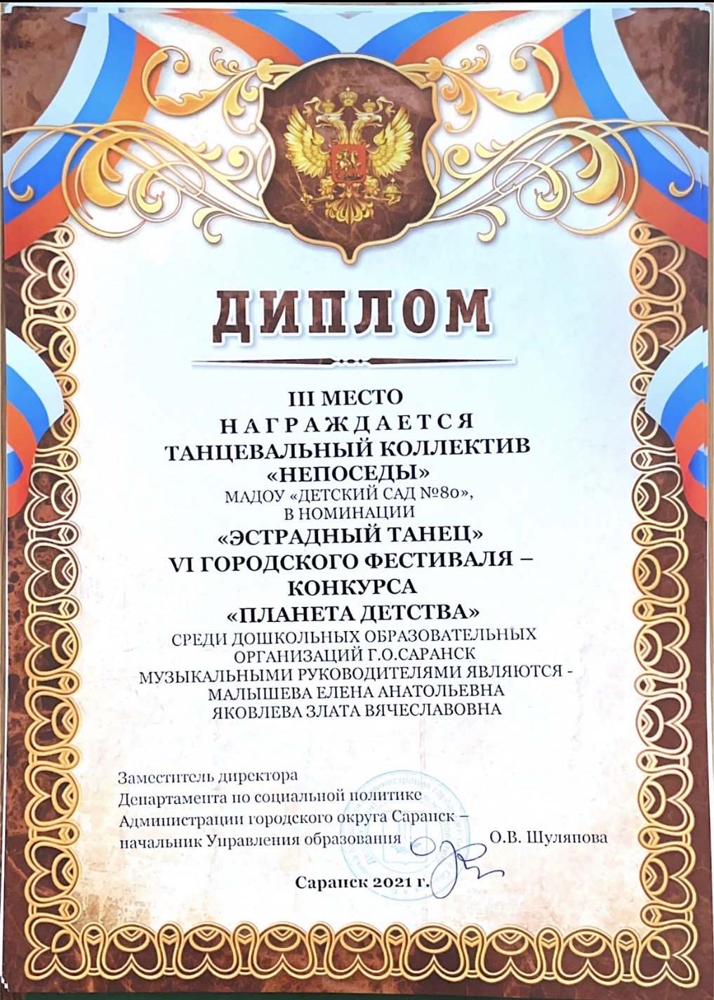 ДИПЛОМ
III МЕСТО
НАГРАЖДАЕТСЯ
ТАНЦЕВАЛЬНЫЙ КОЛЛЕКТИВ
«НЕПОСЕДЫ»
МАДОУ «ДЕТСКИЙ САД №80»,
В НОМИНАЦИИ
«ЭСТРАДНЫЙ ТАНЕЦ»
VI ГОРОДСКОГО ФЕСТИВАЛЯ –
КОНКУРСА
«ПЛАНЕТА ДЕТСТВА»
СРЕДИ ДОШКОЛЬНЫХ ОБРАЗОВАТЕЛЬНЫХ
ОРГАНИЗАЦИЙ Г.О.САРАНСК
МУЗЫКАЛЬНЫМИ РУКОВОДИТЕЛЯМИ ЯВЛЯЮТСЯ -
МАЛЫШЕВА ЕЛЕНА АНАТОЛЬЕВНА
ЯКОВЛЕВА ЗЛАТА ВЯЧЕСЛАВОВНА
Заместитель директора
Департамента по социальной политике
Администрации городского округа Саранск –
начальник Управления образования О.В. Шуляпова
Саранск 2021 г.